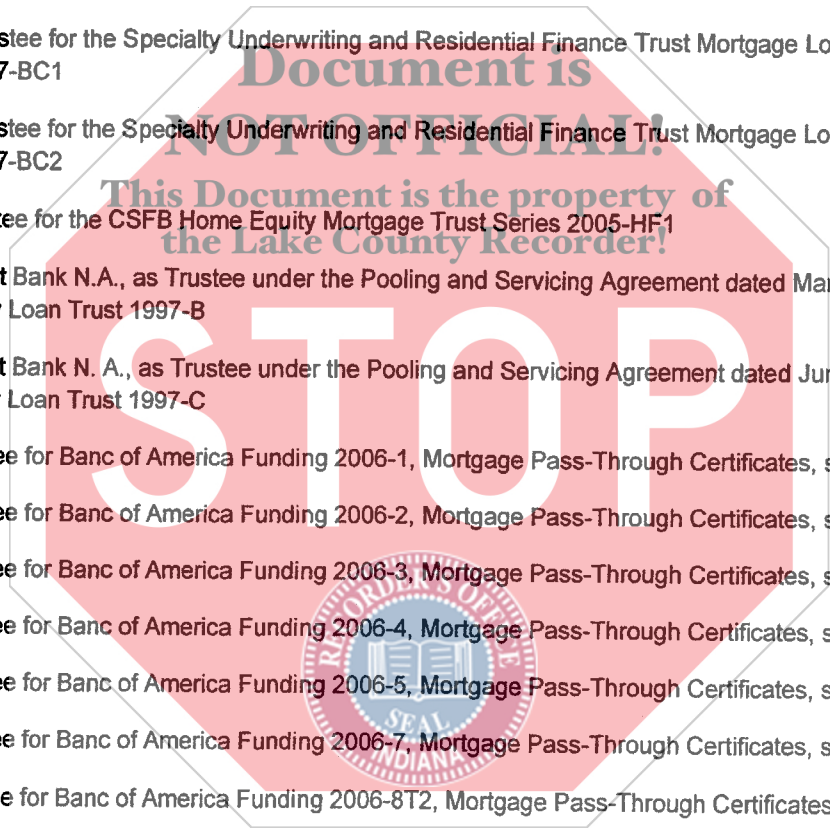 stee for the Specialty Underwriting and Residential Finance Trust Mortgage Lo
7-BC1
Document is
stee for the Specialty Underwriting and Residential Finance Trust Mortgage Lo
NOT OFFICIAL!
7-BC2
This Document is the property of
ee for the CSFB Home Equity Mortgage Trust Series 2005-HF1
the Lake County Recorder!
t Bank N.A., as Trustee under the Pooling and Servicing Agreement dated Mar
Loan Trust 1997-B
STOP
t Bank N. A., as Trustee under the Pooling and Servicing Agreement dated Jur
Loan Trust 1997-C
ee for Banc of America Funding 2006-1, Mortgage Pass-Through Certificates, s
ee for Banc of America Funding 2006-2, Mortgage Pass-Through Certificates, s
ee for Banc of America Funding 2006-3, Mortgage Pass-Through Certificates, s
RECORDER'S OFFICE
ee for Banc of America Funding 2006-4, Mortgage Pass-Through Certificates, s
ee for Banc of America Funding 2006-5, Mortgage Pass-Through Certificates, s
SEAL
ee for Banc of America Funding 2006-7, Mortgage Pass-Through Certificates, s
INDIANA
e for Banc of America Funding 2006-8T2, Mortgage Pass-Through Certificates